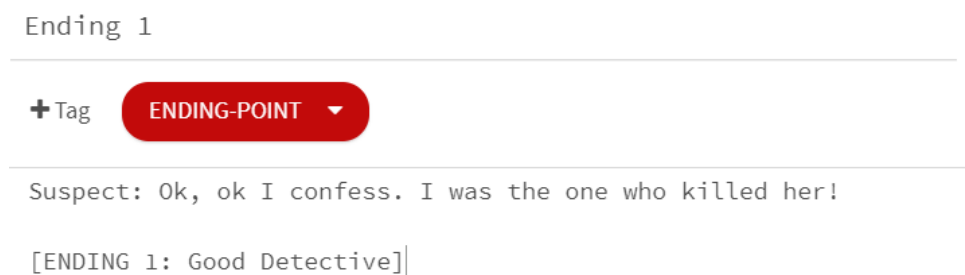 Ending 1
+ Tag ENDING-POINT
Suspect: Ok, ok I confess. I was the one who killed her!
[ENDING 1: Good Detective]